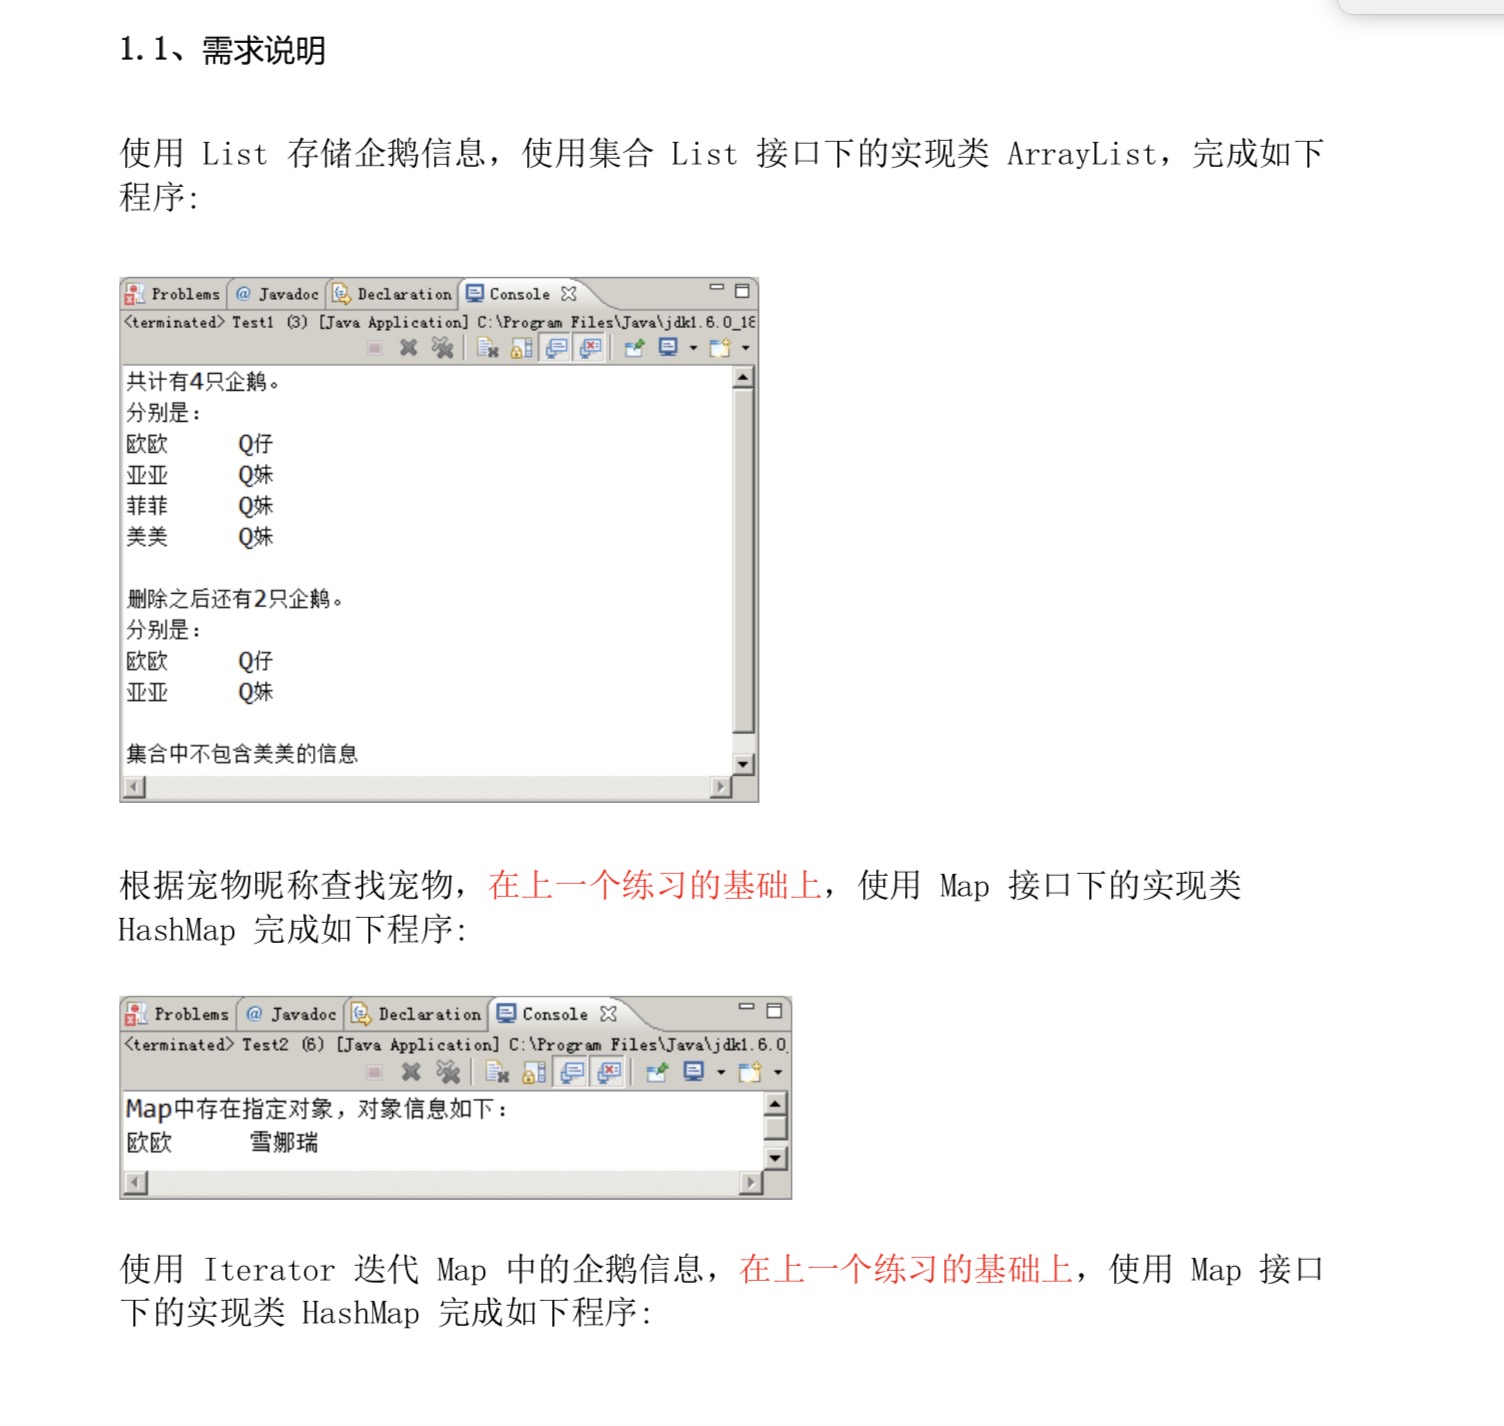 1.1、需求说明
使用 List 存储企鹅信息，使用集合 List 接口下的实现类 ArrayList，完成如下
程序：
Problems @ Javadoc Declaration Console
<terminated> Test1 (3) [Java Application] C:\Program Files\Java\jdk1.6.0_18
共计有4只企鹅。
分别是：
欧欧 Q仔
亚亚 Q妹
菲菲 Q妹
美美 Q妹
删除之后还有2只企鹅。
分别是：
欧欧 Q仔
亚亚 Q妹
集合中不包含美美的信息
根据宠物昵称查找宠物，在上一个练习的基础上，使用 Map 接口下的实现类
HashMap 完成如下程序：
Problems @ Javadoc Declaration Console
<terminated> Test2 (6) [Java Application] C:\Program Files\Java\jdk1.6.0
Map中存在指定对象，对象信息如下：
欧欧 雪娜瑞
使用 Iterator 迭代 Map 中的企鹅信息，在上一个练习的基础上，使用 Map 接口
下的实现类 HashMap 完成如下程序：